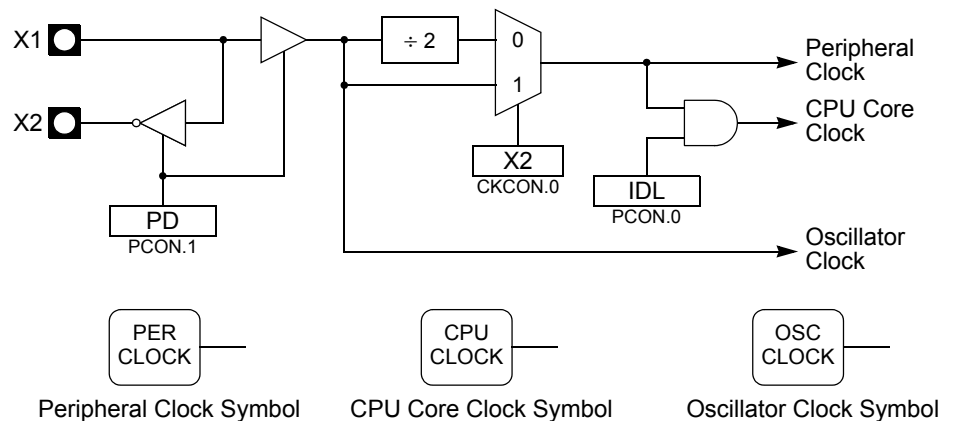 X1
÷ 2
0
1
Peripheral
Clock
X2
CPU Core
Clock
X2
CKCON.0
IDL
PCON.0
PD
PCON.1
Oscillator
Clock
PER
CLOCK
CPU
CLOCK
OSC
CLOCK
Peripheral Clock Symbol
CPU Core Clock Symbol
Oscillator Clock Symbol